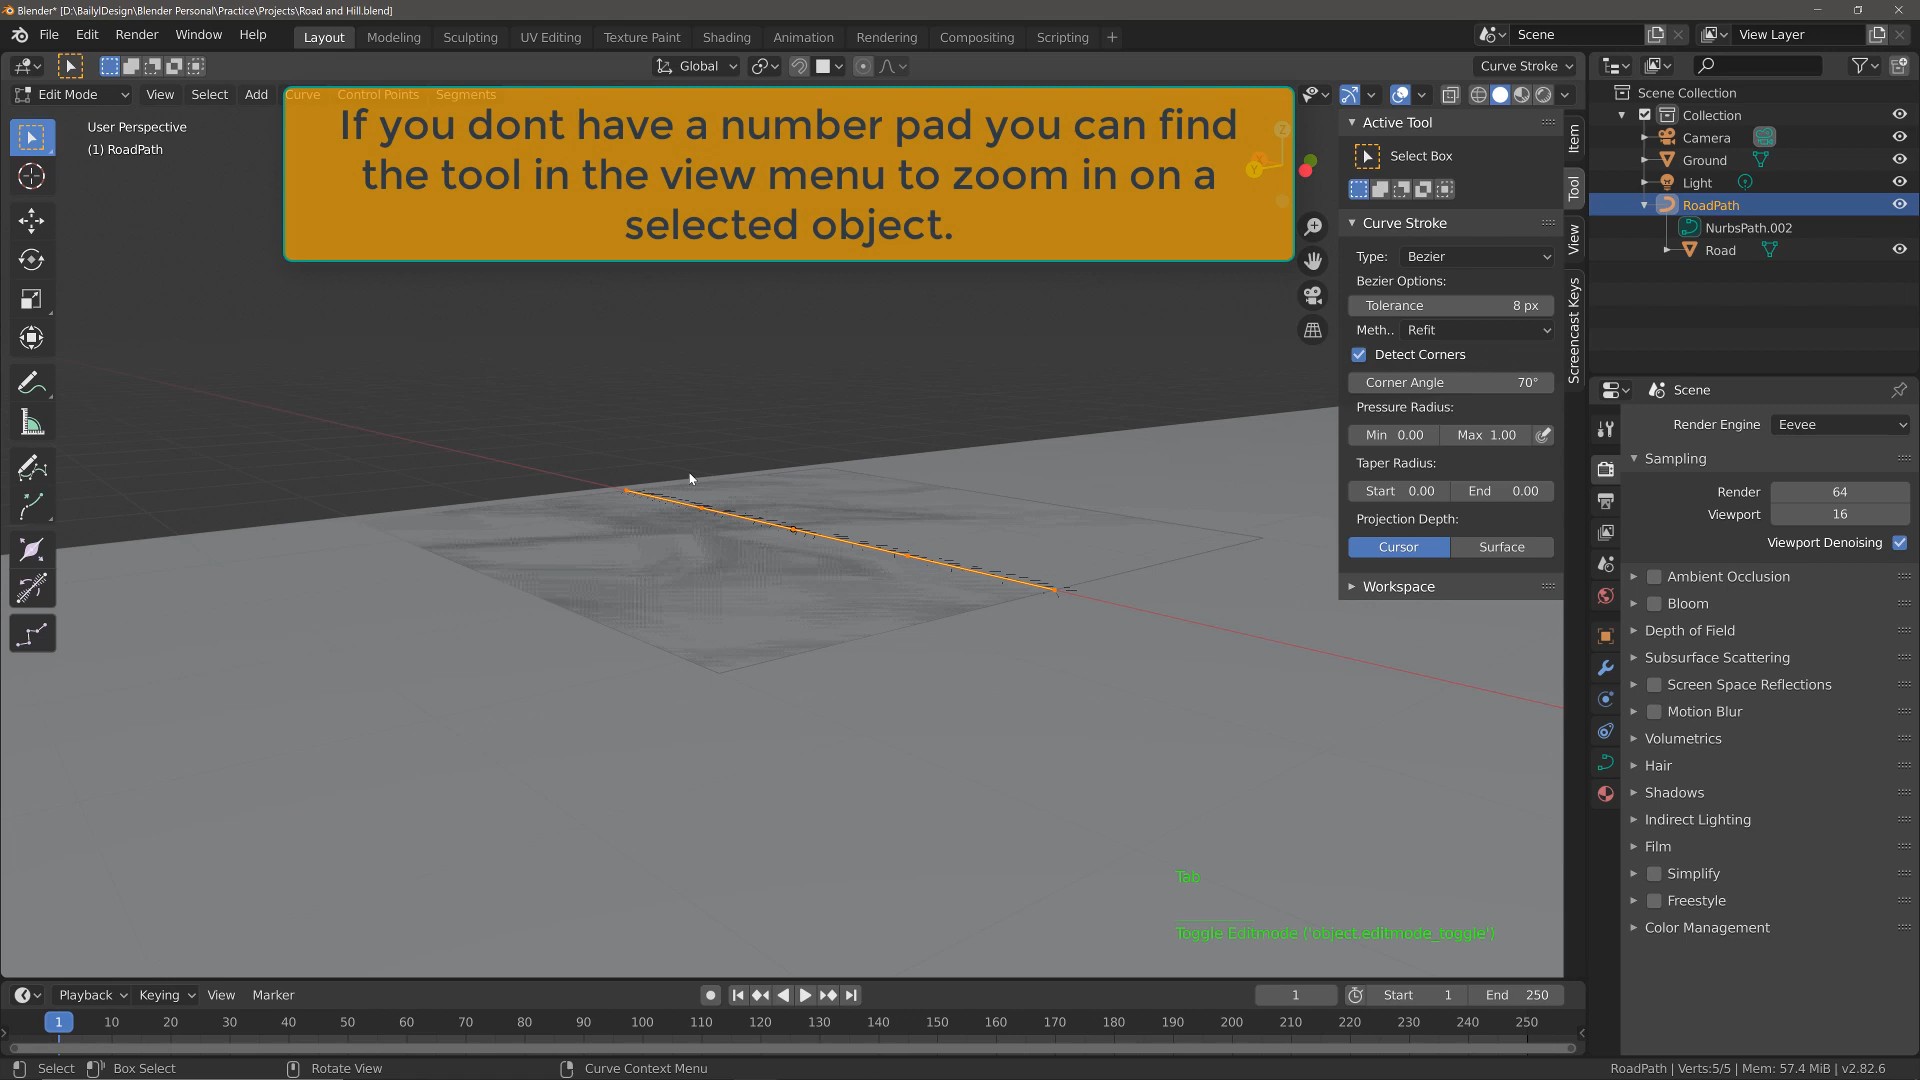 Blender* [D:\BailylDesign\Blender Personal\Practice\Projects\Road and Hill.blend]
File Edit Render Window Help Layout Modeling Sculpting UV Editing Texture Paint Shading Animation Rendering Compositing Scripting + Scene View Layer
Global Curve Stroke
Edit Mode View Select Add Curve Control Points Segments
User Perspective
(1) RoadPath
If you dont have a number pad you can find
the tool in the view menu to zoom in on a
selected object.
Z
Y
Active Tool
Select Box
Curve Stroke
Type: Bezier
Bezier Options:
Tolerance 8 px
Meth.. Refit
Detect Corners
Corner Angle 70°
Pressure Radius:
Min 0.00 Max 1.00
Taper Radius:
Start 0.00 End 0.00
Projection Depth:
Cursor Surface
Workspace
Item
Tool
View
Screencast Keys
Scene Collection
Collection
Camera
Ground
Light
RoadPath
NurbsPath.002
Road
Scene
Render Engine Eevee
Sampling
Render 64
Viewport 16
Viewport Denoising
Ambient Occlusion
Bloom
Depth of Field
Subsurface Scattering
Screen Space Reflections
Motion Blur
Volumetrics
Hair
Shadows
Indirect Lighting
Film
Simplify
Freestyle
Color Management
Tab
Toggle Editmode ('object.editmode_toggle')
Playback Keying View Marker 1 Start 1 End 250
1 10 20 30 40 50 60 70 80 90 100 110 120 130 140 150 160 170 180 190 200 210 220 230 240 250
Select Box Select Rotate View Curve Context Menu RoadPath | Verts:5/5 | Mem: 57.4 MiB | v2.82.6